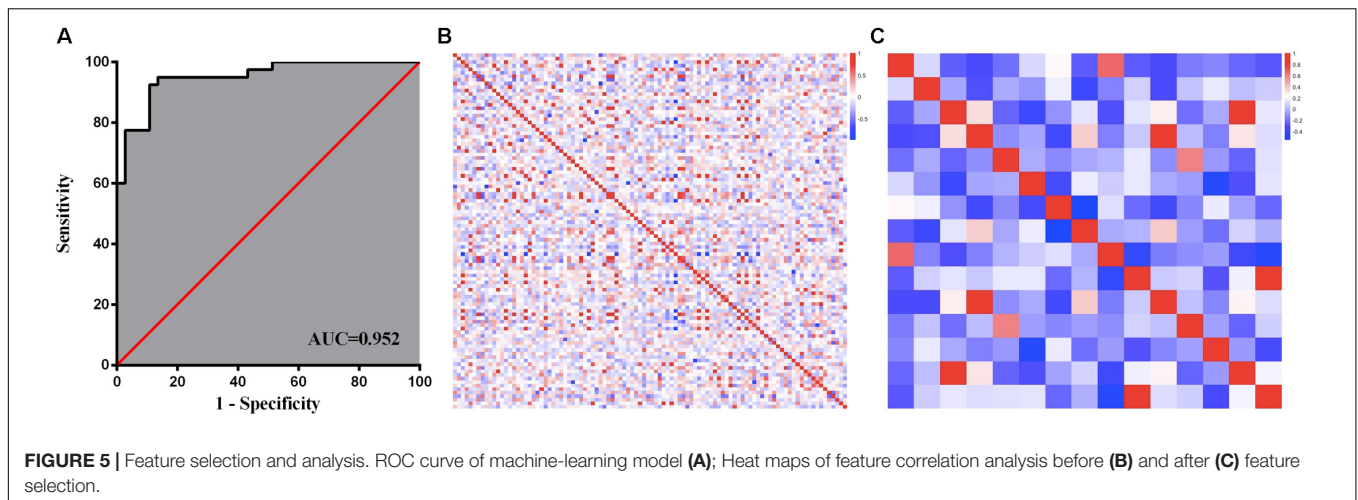 A
B
C
100
80
60
40
20
0
Sensitivity
AUC=0.952
0 20 40 60 80 100
1 - Specificity
1
0.5
0
-0.5
1
0.8
0.6
0.4
0.2
0
-0.2
-0.4
FIGURE 5 | Feature selection and analysis. ROC curve of machine-learning model (A); Heat maps of feature correlation analysis before (B) and after (C) feature
selection.